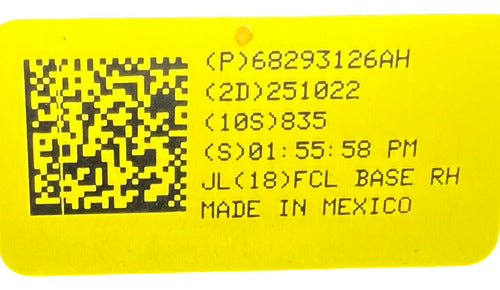 (P)68293126AH
(2D)251022
(10S)835
(S)01:55:58 PM
JL(18)FCL BASE RH
MADE IN MEXICO